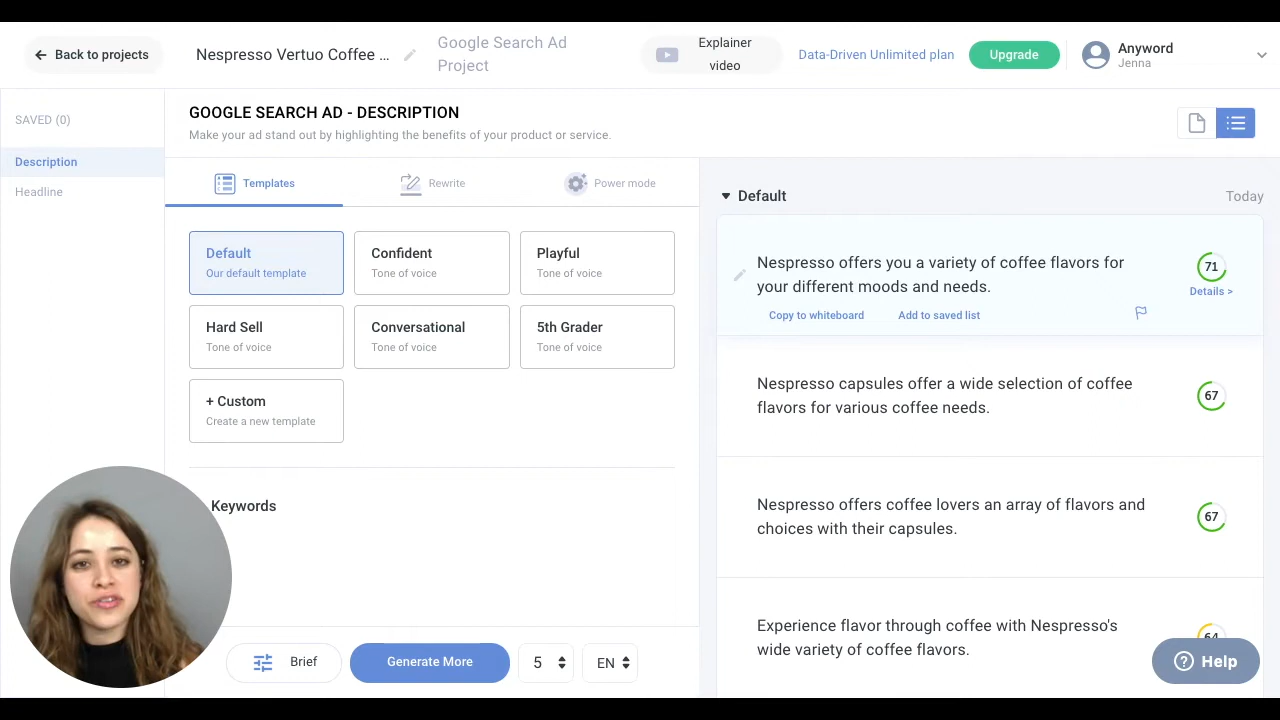 Back to projects
Nespresso Vertuo Coffee ...
Google Search Ad
Project
Explainer
video
Data-Driven Unlimited plan
Upgrade
Anyword
Jenna
SAVED (0)
Description
Headline
GOOGLE SEARCH AD - DESCRIPTION
Make your ad stand out by highlighting the benefits of your product or service.
Templates
Rewrite
Power mode
Default
Our default template
Confident
Tone of voice
Playful
Tone of voice
Hard Sell
Tone of voice
Conversational
Tone of voice
5th Grader
Tone of voice
+ Custom
Create a new template
Keywords
Brief
Generate More
5
EN
Default
Today
Nespresso offers you a variety of coffee flavors for
your different moods and needs.
71
Details >
Copy to whiteboard
Add to saved list
Nespresso capsules offer a wide selection of coffee
flavors for various coffee needs.
67
Nespresso offers coffee lovers an array of flavors and
choices with their capsules.
67
Experience flavor through coffee with Nespresso's
wide variety of coffee flavors.
64
Help